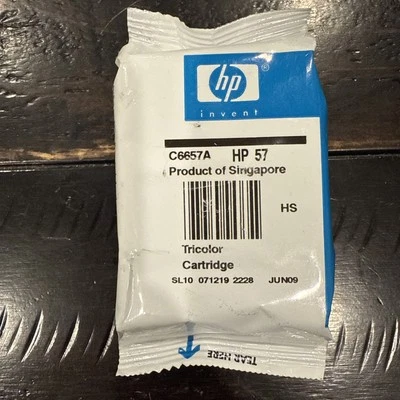 hp
invent
C6657A HP 57
Product of Singapore
HS
Tricolor
Cartridge
SL10 071219 2228 JUN09
TEAR HERE